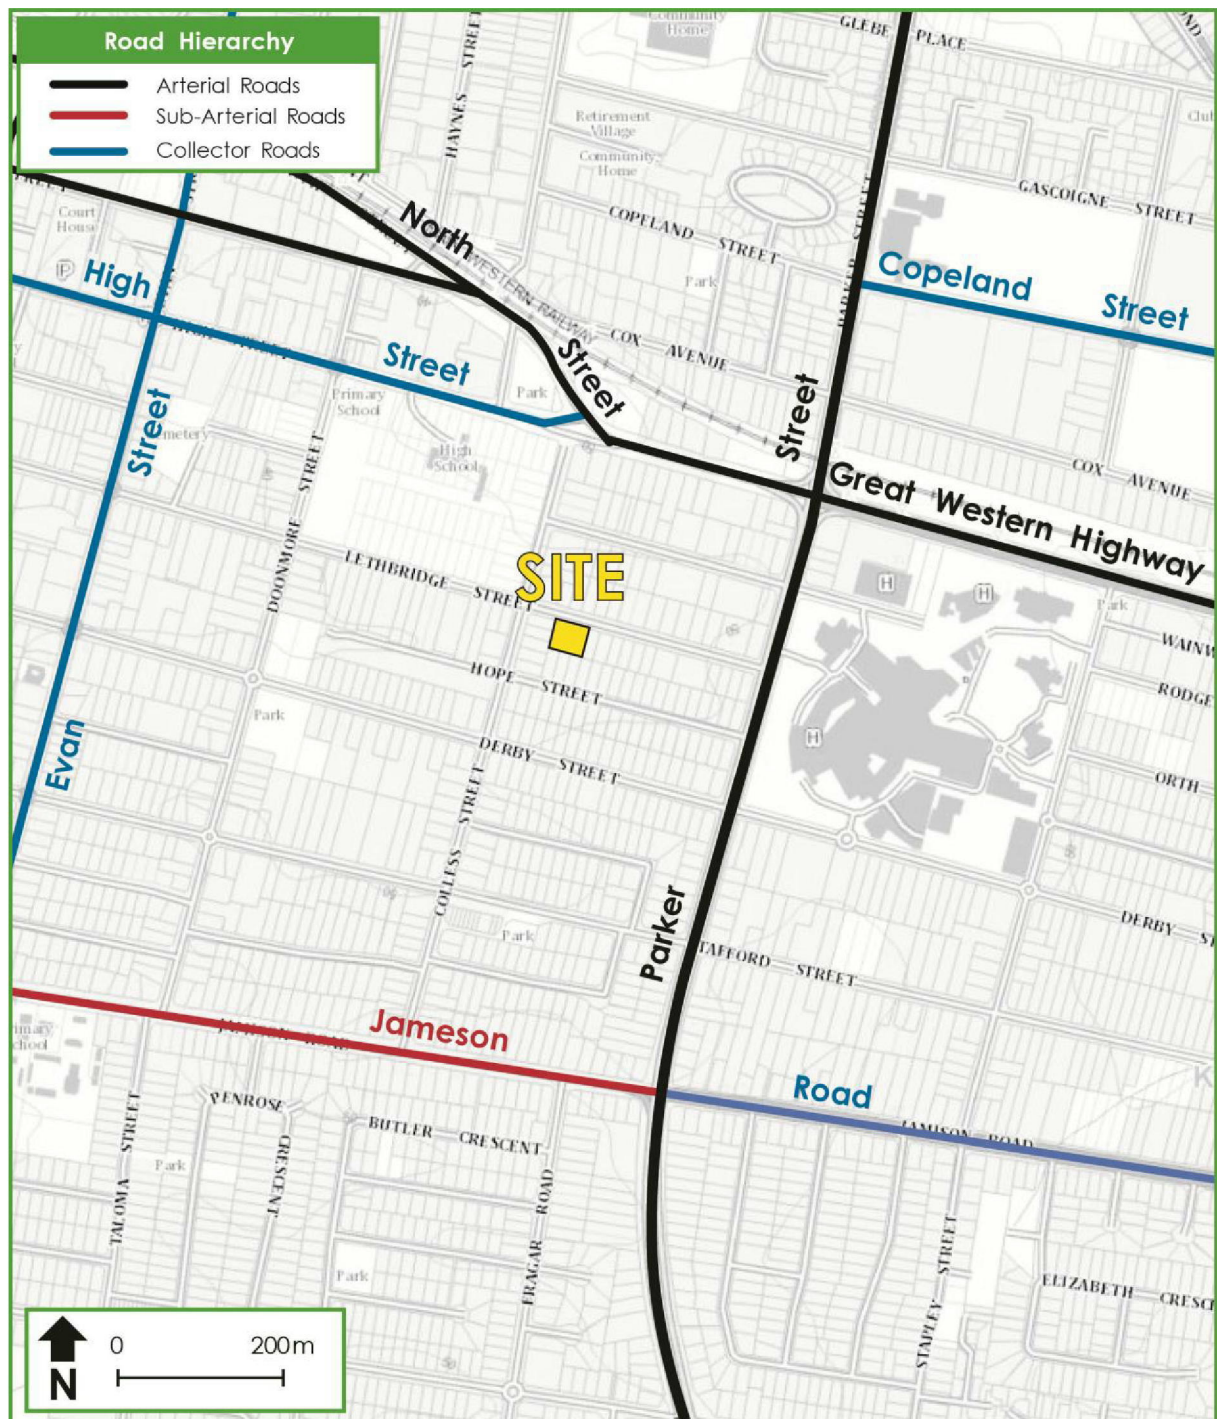 Road Hierarchy
Arterial Roads
Sub-Arterial Roads
Collector Roads
Community
Home
GLEBE PLACE
HAYNES STREET
Retirement
Village
Community
Home
Club
GASCOIGNE STREET
COPELAND STREET
Park
Court
House
P
North
WESTERN RAILWAY
Copeland Street
High
Street
Street
COX AVENUE
Primary
School
Park
High
School
Street
Street
DOONMORE STREET
COX AVENUE
Great Western Highway
LETHBRIDGE STREET
SITE
H
H
Park
HOPE STREET
RODGE
H
Park
Evan
DERBY STREET
ORTH
COLLESS STREET
Park
Parker
DERBY ST
TAFFORD STREET
Jameson
Road
JAMISON ROAD
School
PENROSE
CRESCENT
BUTLER CRESCENT
TALOMA STREET
Park
FRAGAR ROAD
Park
STAPLEY STREET
ELIZABETH CRESC
K
0 200m
N